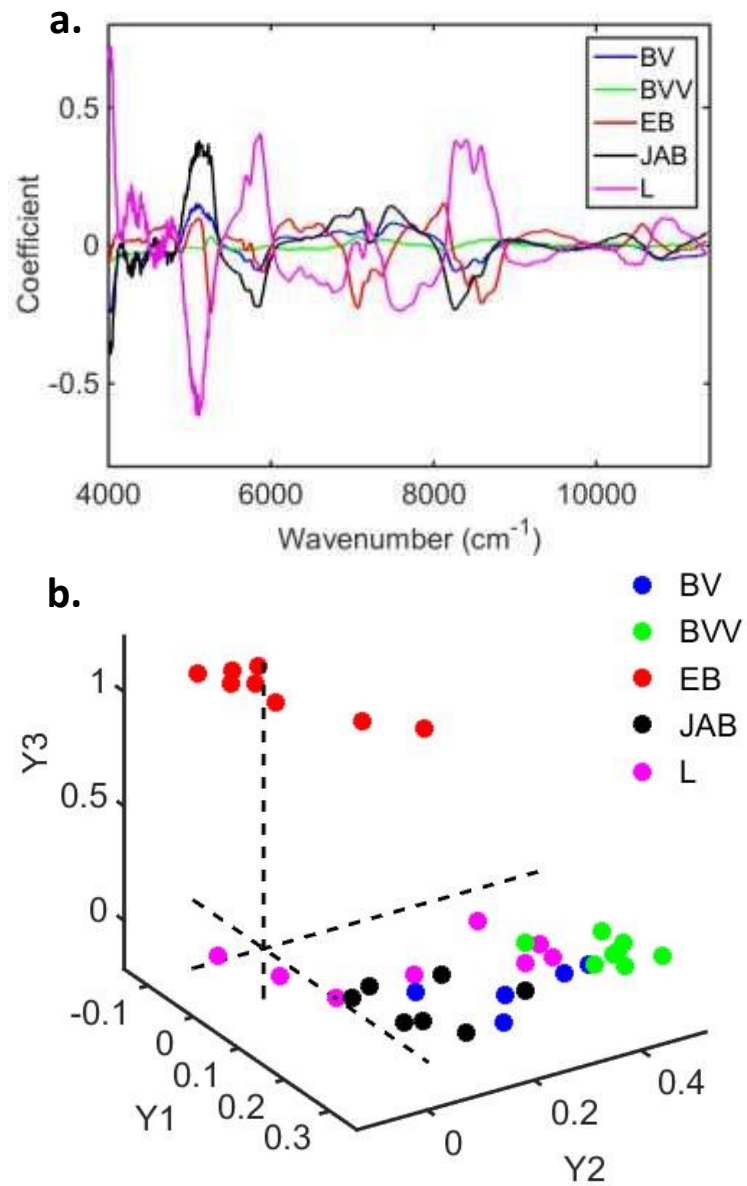 a.
0.5
0
-0.5
Coefficient
4000 6000 8000 10000
Wavenumber (cm-1)
BV
BVV
EB
JAB
L
b.
BV
BVV
EB
JAB
L
1
0.5
0
Y3
-0.1
0
0.1
0.2
0.3
Y1
0
0.2
0.4
Y2